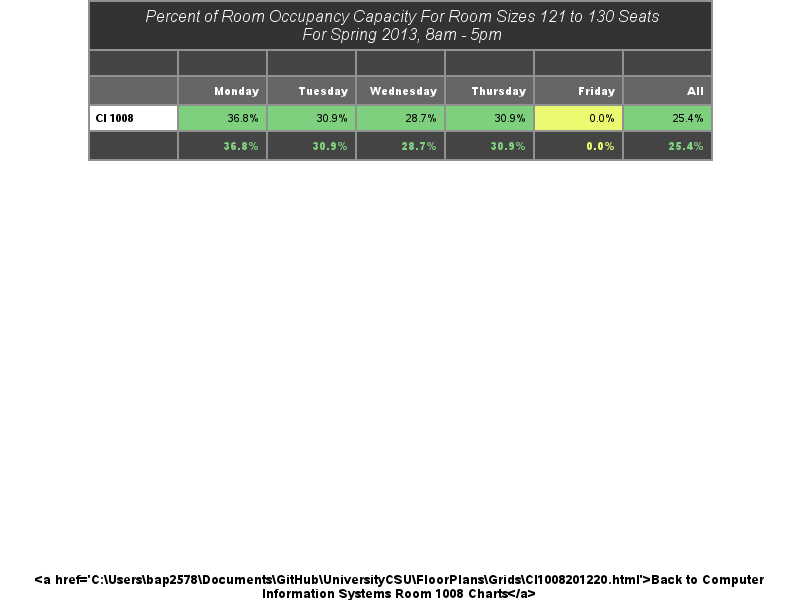 Percent of Room Occupancy Capacity For Room Sizes 121 to 130 Seats
For Spring 2013, 8am - 5pm
Monday Tuesday Wednesday Thursday Friday All
CI 1008 36.8% 30.9% 28.7% 30.9% 0.0% 25.4%
36.8% 30.9% 28.7% 30.9% 0.0% 25.4%
<a href='C:\Users\bap2578\Documents\GitHub\UniversityCSU\FloorPlans\Grids\CI1008201220.html'>Back to Computer
Information Systems Room 1008 Charts</a>